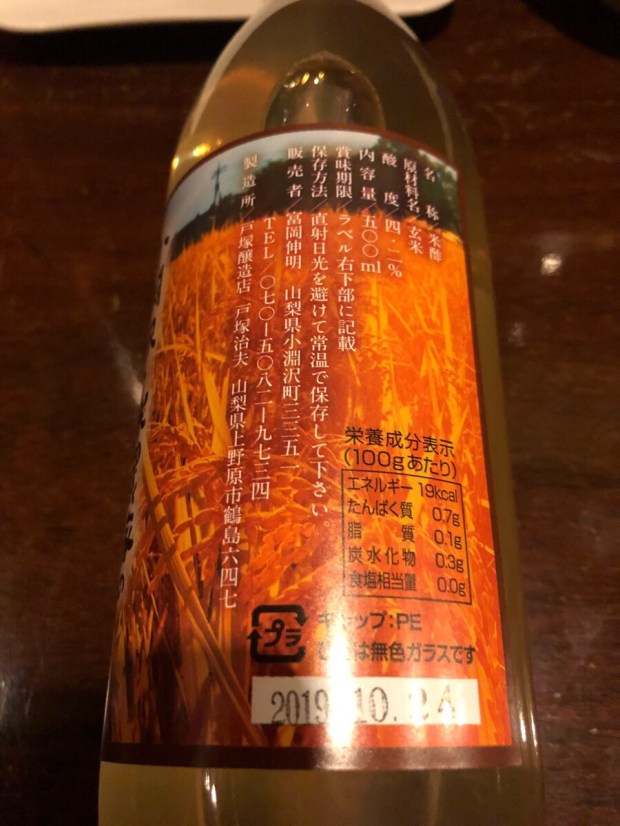 名称/米酢
原材料名/玄米
酸度/四・二%
内容量/五〇〇ml
賞味期限/ラベル右下部に記載
保存方法/直射日光を避けて常温で保存して下さい。
販売者/富岡伸明 山梨県小淵沢町三三五一
TEL/〇七〇ー五〇八二ー九七三四
製造所/戸塚醸造店 戸塚治夫 山梨県上野原市鶴島六四七
栄養成分表示
(100gあたり)
エネルギー 19kcal
たんぱく質 0.7g
脂質 0.1g
炭水化物 0.3g
食塩相当量 0.0g
プラ
キャップ:PE
は無色ガラスです
2019.10.24